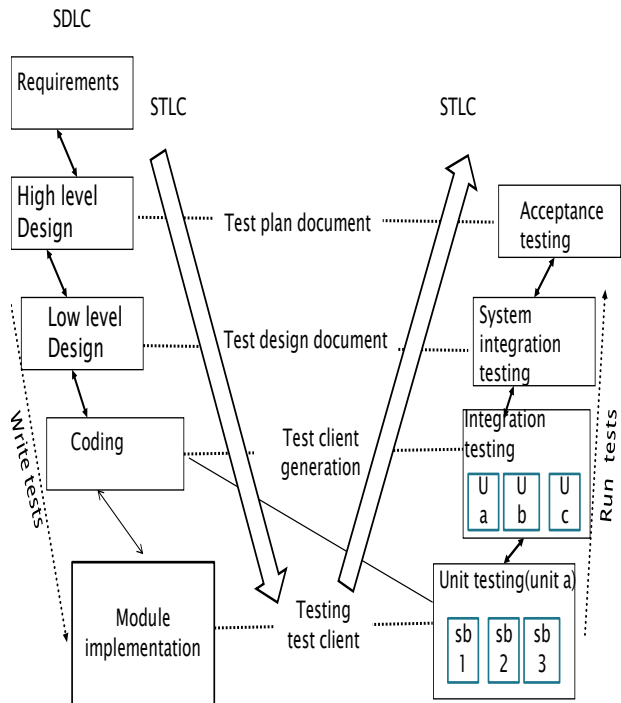 SDLC
Requirements
STLC
STLC
High level
Design
Test plan document
Acceptance
testing
Low level
Design
Test design document
System
integration
testing
Write tests
Coding
Test client
generation
Integration
testing
U
a
U
b
U
c
Run tests
Module
implementation
Testing
test client
Unit testing(unit a)
sb
1
sb
2
sb
3